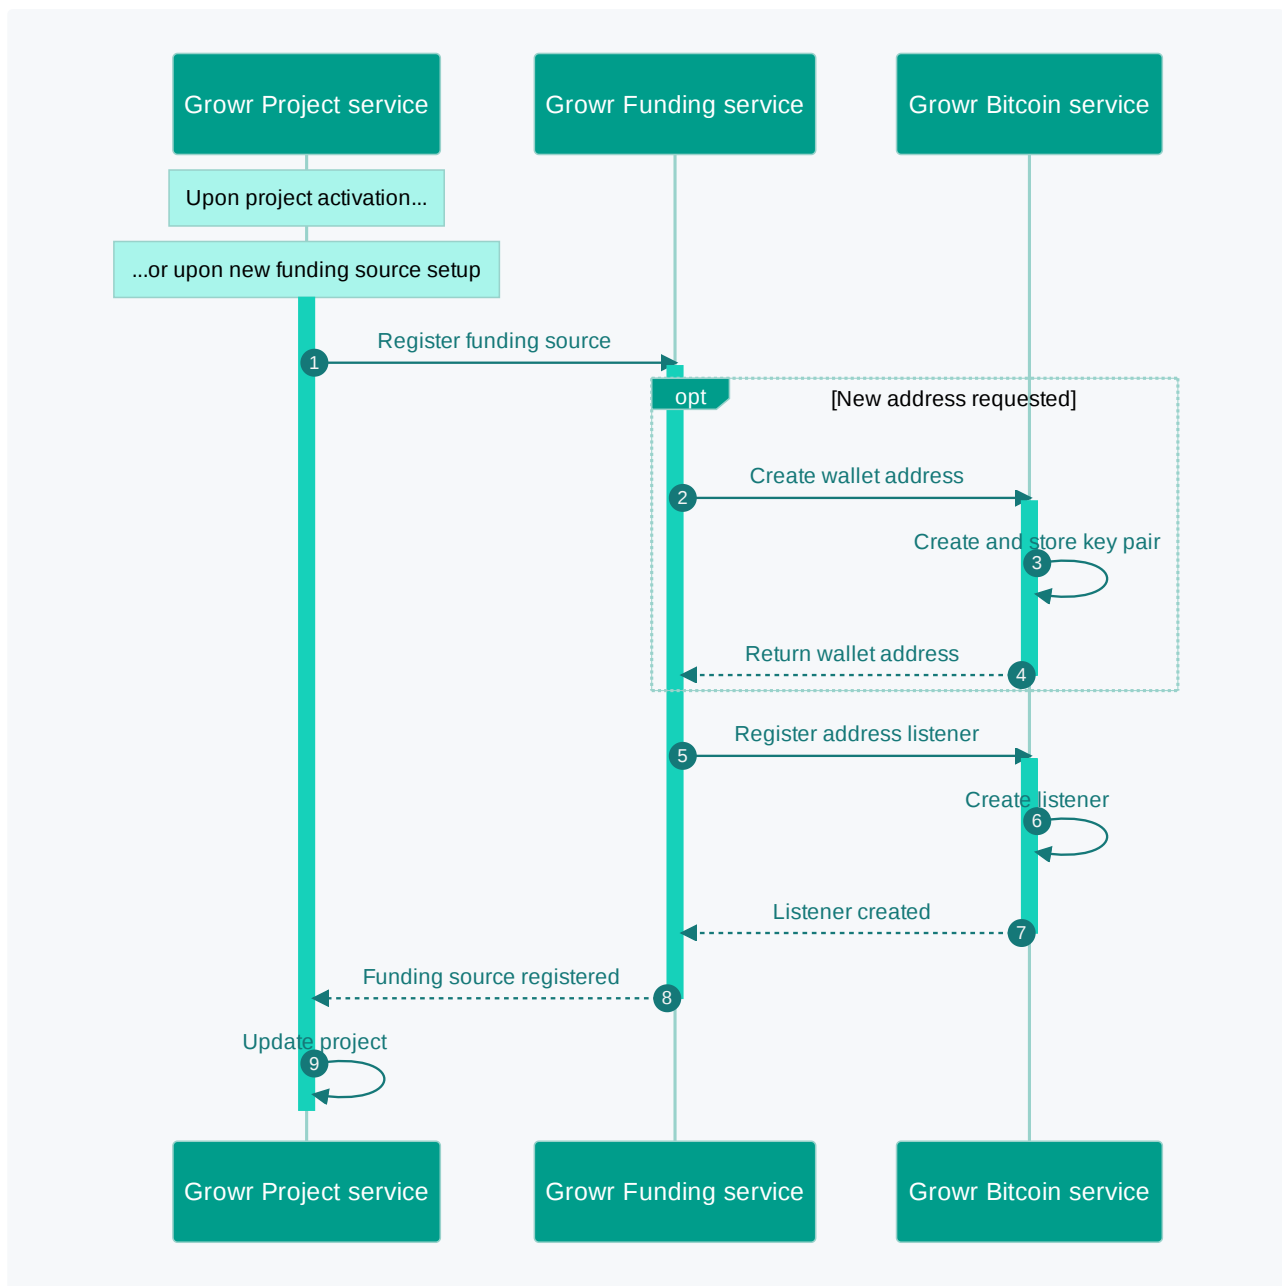 Growr Project service
Growr Funding service
Growr Bitcoin service
Upon project activation...
...or upon new funding source setup
Register funding source
1
opt
[New address requested]
Create wallet address
2
Create and store key pair
3
Return wallet address
4
Register address listener
5
Create listener
6
Listener created
7
Funding source registered
8
Update project
9
Growr Project service
Growr Funding service
Growr Bitcoin service